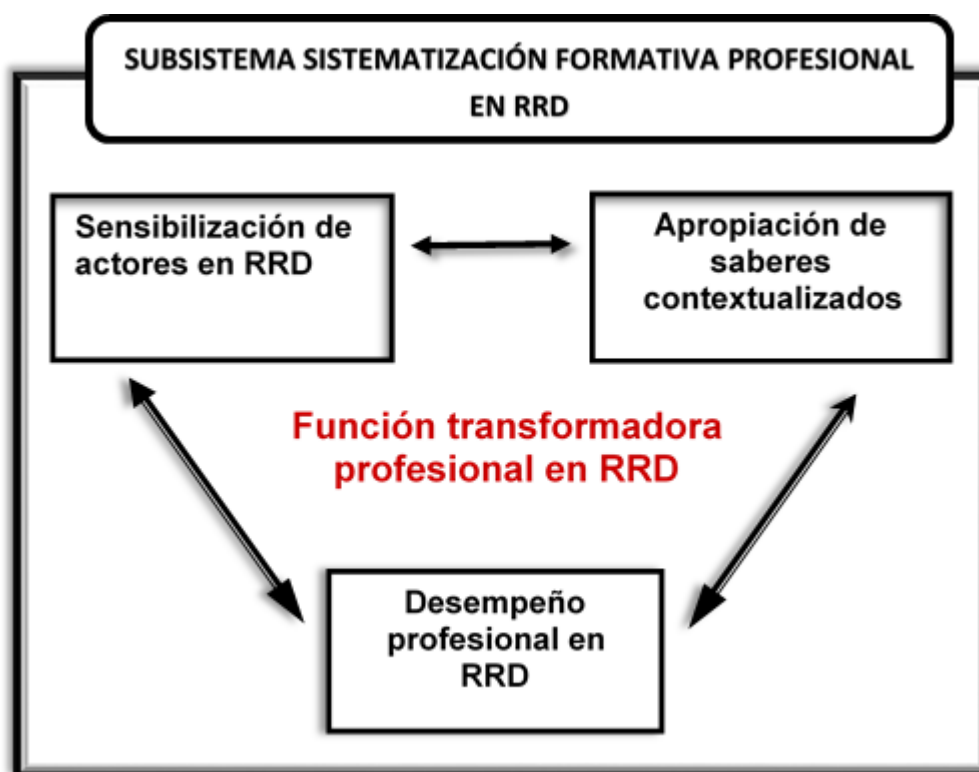 SUBSISTEMA SISTEMATIZACIÓN FORMATIVA PROFESIONAL
EN RRD
Sensibilización de
actores en RRD
Apropiación de
saberes
contextualizados
Función transformadora
profesional en RRD
Desempeño
profesional en
RRD